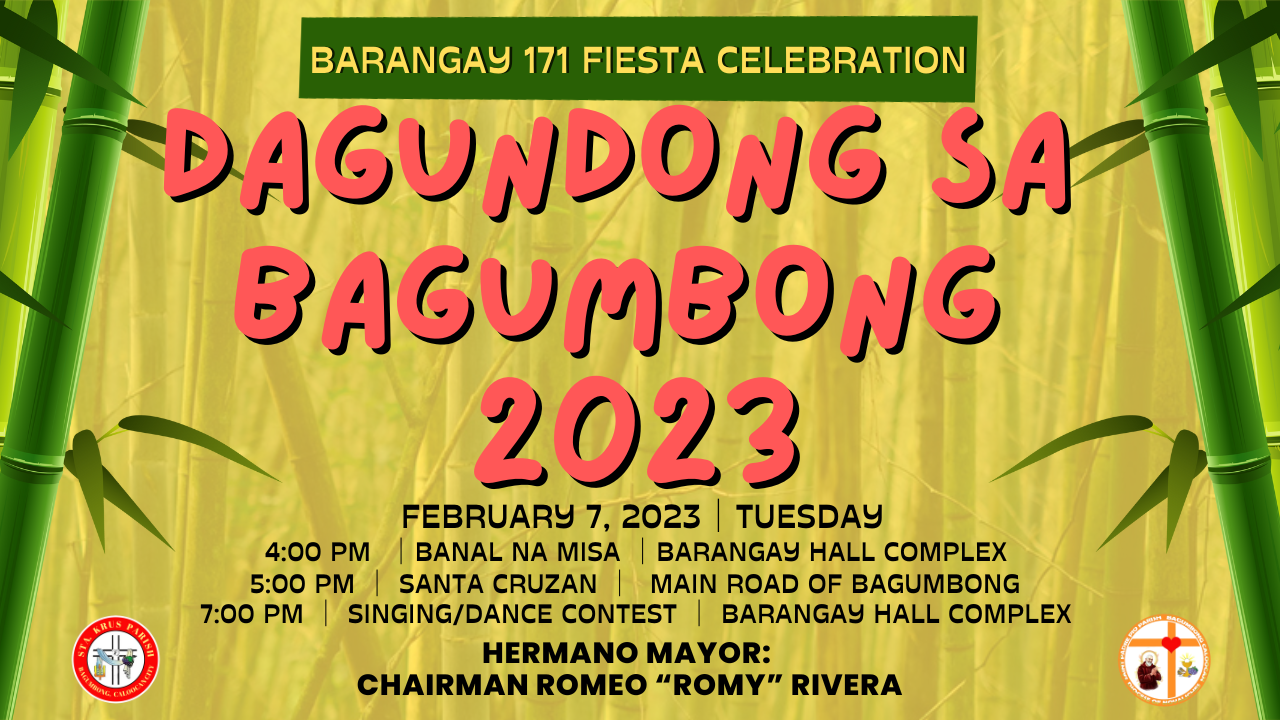 BARANGAY 171 FIESTA CELEBRATION
DAGUNDONG SA
BAGUMBONG
2023
FEBRUARY 7, 2023 | TUESDAY
4:00 PM | BANAL NA MISA | BARANGAY HALL COMPLEX
5:00 PM | SANTA CRUZAN | MAIN ROAD OF BAGUMBONG
7:00 PM | SINGING/DANCE CONTEST | BARANGAY HALL COMPLEX
HERMANO MAYOR:
CHAIRMAN ROMEO “ROMY” RIVERA
STA. KRUS PARISH
BAGUMBONG, CALOOCAN CITY